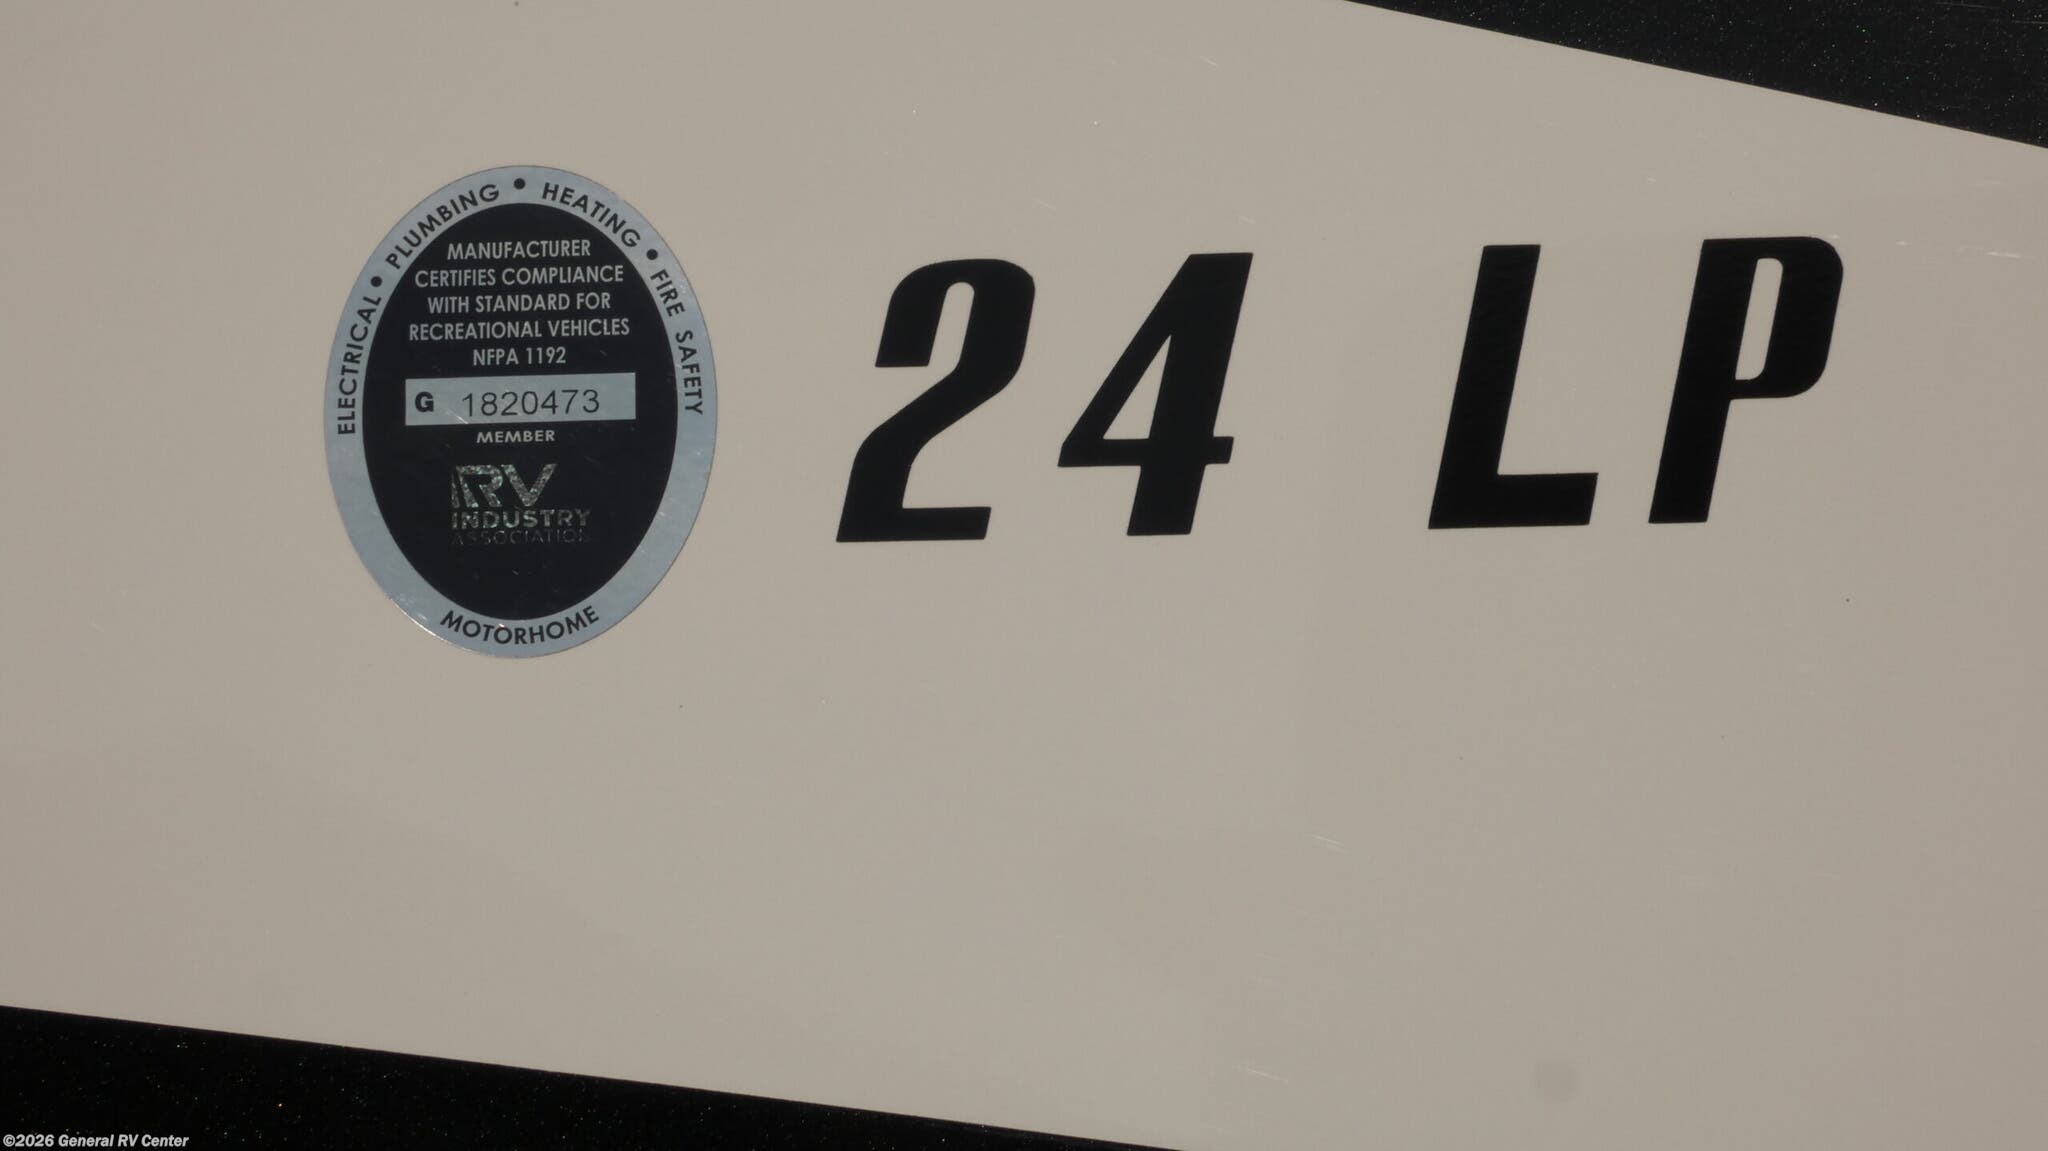 ELECTRICAL • PLUMBING • HEATING • FIRE SAFETY
MANUFACTURER
CERTIFIES COMPLIANCE
WITH STANDARD FOR
RECREATIONAL VEHICLES
NFPA 1192
G 1820473
MEMBER
RV
INDUSTRY
ASSOCIATION
MOTORHOME
24 LP
©2026 General RV Center